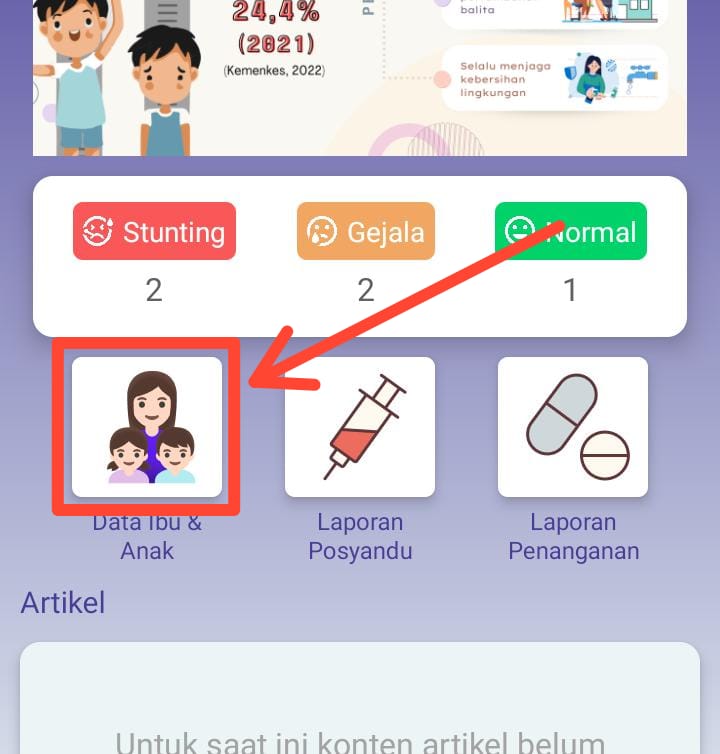 24,4%
(2021)
(Kemenkes, 2022)
balita
Selalu menjaga
kebersihan
lingkungan
Stunting
Gejala
Normal
2
2
1
Data Ibu &
Anak
Laporan
Posyandu
Laporan
Penanganan
Artikel
Untuk saat ini konten artikel belum